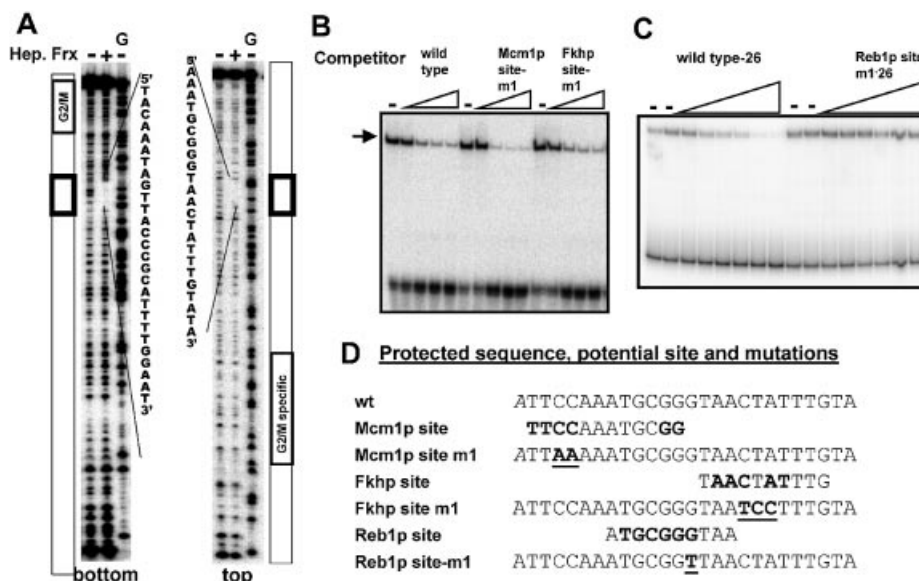 A
Hep. Frx
- + -
G
G2/M
5'TACAATAGTTACCCGCATTTTGGAAT3'
bottom
- + -
G
5'AAATGCGGGTAACTATTTGTATA3'
G2/M specific
top
B
Competitor
wild type
Mcm1p site-m1
Fkhp site-m1
- - -
C
wild type-26
Reb1p site m1-26
- - - -
D Protected sequence, potential site and mutations
wt ATTCCAAATGCGGGTAACTATTTGTA
Mcm1p site TTCCAAATGCGG
Mcm1p site m1 ATTAAAAATGCGGGTAACTATTTGTA
Fkhp site TAACTATTTG
Fkhp site m1 ATTCCAAATGCGGGTAATCCTTTGTA
Reb1p site ATGCGGGTAA
Reb1p site-m1 ATTCCAAATGCGGTTAACTATTTGTA